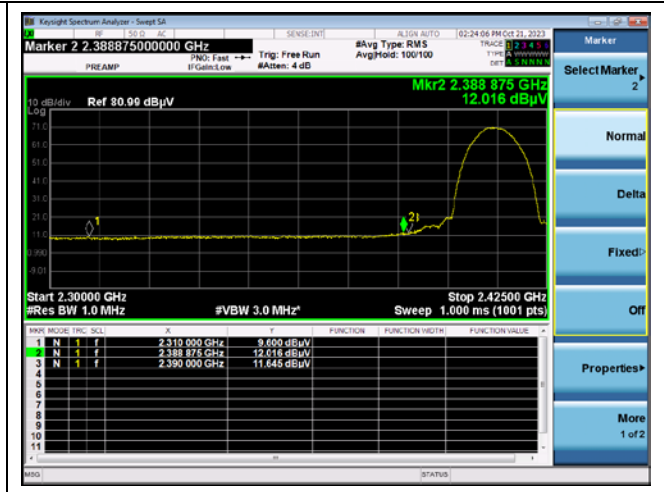 Keysight Spectrum Analyzer - Swept SA
RF 50 Ω AC SENSE:INT ALIGN AUTO 02:24:06 PM Oct 21, 2023
Marker 2 2.388875000000 GHz
PREAMP
PNO: Fast
IFGain:Low
Trig: Free Run
#Atten: 4 dB
#Avg Type: RMS
Avg|Hold: 100/100
TRACE 1 2 3 4 5 6
TYPE A WWWWW
DET A S N N N N
Mkr2 2.388 875 GHz
12.016 dBµV
10 dB/div Ref 80.99 dBµV
Log
71.0
61.0
51.0
41.0
31.0
21.0
11.0
0.990
-9.01
1
2
Start 2.30000 GHz Stop 2.42500 GHz
#Res BW 1.0 MHz #VBW 3.0 MHz* Sweep 1.000 ms (1001 pts)
MKR MODE TRC SCL X Y FUNCTION FUNCTION WIDTH FUNCTION VALUE
1 N 1 f 2.310 000 GHz 9.600 dBµV
2 N 1 f 2.388 875 GHz 12.016 dBµV
3 N 1 f 2.390 000 GHz 11.645 dBµV
4
5
6
7
8
9
10
11
MSG STATUS
Marker
Select Marker
2
Normal
Delta
Fixed
Off
Properties
More
1 of 2